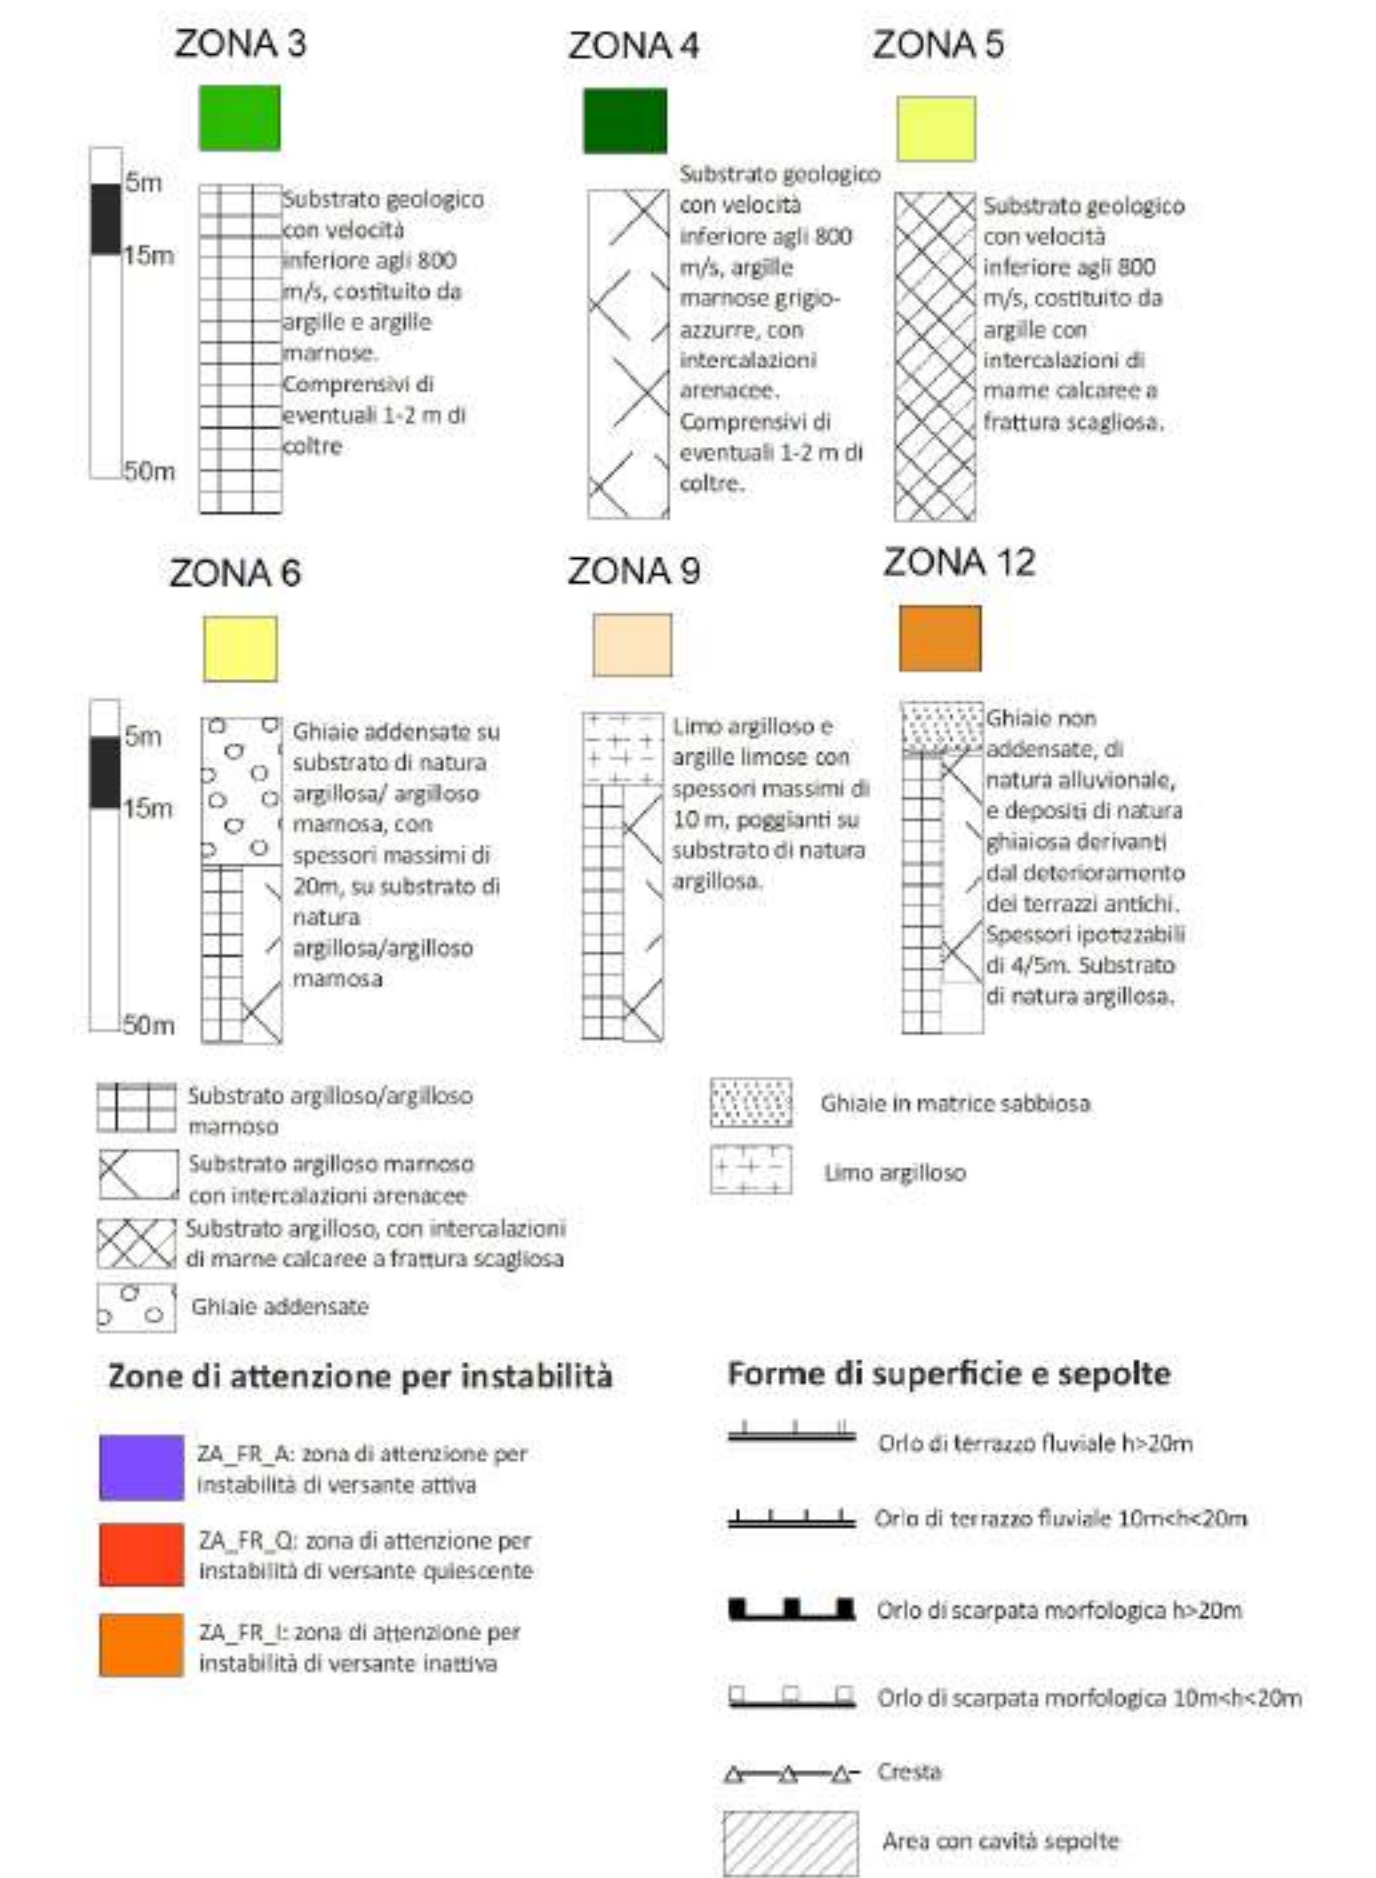 ZONA 3
5m
15m
50m
Substrato geologico
con velocità
inferiore agli 800
m/s, costituito da
argille e argille
marnose.
Comprensivi di
eventuali 1-2 m di
coltre
ZONA 4
Substrato geologico
con velocità
inferiore agli 800
m/s, argille
marnose grigio-
azzurre, con
intercalazioni
arenacee.
Comprensivi di
eventuali 1-2 m di
coltre.
ZONA 5
Substrato geologico
con velocità
inferiore agli 800
m/s, costituito da
argille con
intercalazioni di
marne calcaree a
frattura scagliosa.
ZONA 6
5m
15m
50m
Ghiaie addensate su
substrato di natura
argillosa/ argilloso
marnosa, con
spessori massimi di
20m, su substrato di
natura
argillosa/argilloso
marnosa
ZONA 9
Limo argilloso e
argille limose con
spessori massimi di
10 m, poggianti su
substrato di natura
argillosa.
ZONA 12
Ghiaie non
addensate, di
natura alluvionale,
e depositi di natura
ghiaiosa derivanti
dal deterioramento
dei terrazzi antichi.
Spessori ipotizzabili
di 4/5m. Substrato
di natura argillosa.
Substrato argilloso/argilloso
marnoso
Substrato argilloso marnoso
con intercalazioni arenacee
Substrato argilloso, con intercalazioni
di marne calcaree a frattura scagliosa
Ghiaie addensate
Ghiaie in matrice sabbiosa
Limo argilloso
Zone di attenzione per instabilità
ZA_FR_A: zona di attenzione per
instabilità di versante attiva
ZA_FR_Q: zona di attenzione per
instabilità di versante quiescente
ZA_FR_I: zona di attenzione per
instabilità di versante inattiva
Forme di superficie e sepolte
Orlo di terrazzo fluviale h>20m
Orlo di terrazzo fluviale 10m<h<20m
Orlo di scarpata morfologica h>20m
Orlo di scarpata morfologica 10m<h<20m
Cresta
Area con cavità sepolte